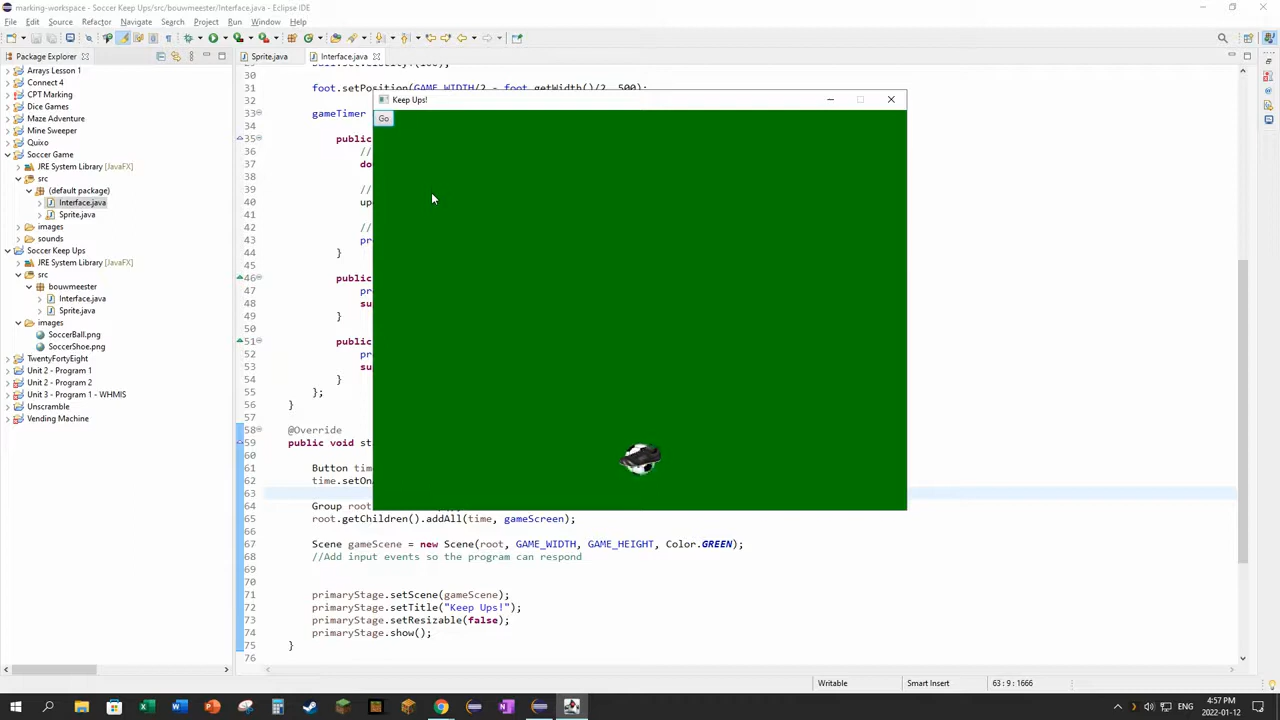 marking-workspace - Soccer Keep Ups/src/bouwmeester/Interface.java - Eclipse IDE
File Edit Source Refactor Navigate Search Project Run Window Help
Package Explorer
Sprite.java
Interface.java
Arrays Lesson 1
Connect 4
CPT Marking
Dice Games
Maze Adventure
Mine Sweeper
Quixo
Soccer Game
JRE System Library [JavaFX]
src
(default package)
Interface.java
Sprite.java
images
sounds
Soccer Keep Ups
JRE System Library [JavaFX]
src
bouwmeester
Interface.java
Sprite.java
images
SoccerBall.png
SoccerShoe.png
TwentyFortyEight
Unit 2 - Program 1
Unit 2 - Program 2
Unit 3 - Program 1 - WHMIS
Unscramble
Vending Machine
30
31 foot.setPosition(GAME_WIDTH/2 - foot.getWidth()/2, 500);
32
33 gameTimer
34
35 public
36 //
37 do
38
39 //
40 up
41
42 //
43 pr
44 }
45
46 public
47 pr
48 su
49 }
50
51 public
52 pr
53 su
54 }
55 };
56 }
57
58 @Override
59 public void st
60
61 Button tim
62 time.setOn
63
64 Group root
65 root.getChildren().addAll(time, gameScreen);
66
67 Scene gameScene = new Scene(root, GAME_WIDTH, GAME_HEIGHT, Color.GREEN);
68 //Add input events so the program can respond
69
70
71 primaryStage.setScene(gameScene);
72 primaryStage.setTitle("Keep Ups!");
73 primaryStage.setResizable(false);
74 primaryStage.show();
75 }
76
Keep Ups!
Go
Writable
Smart Insert
63 : 9 : 1666
ENG
4:57 PM
2022-01-12